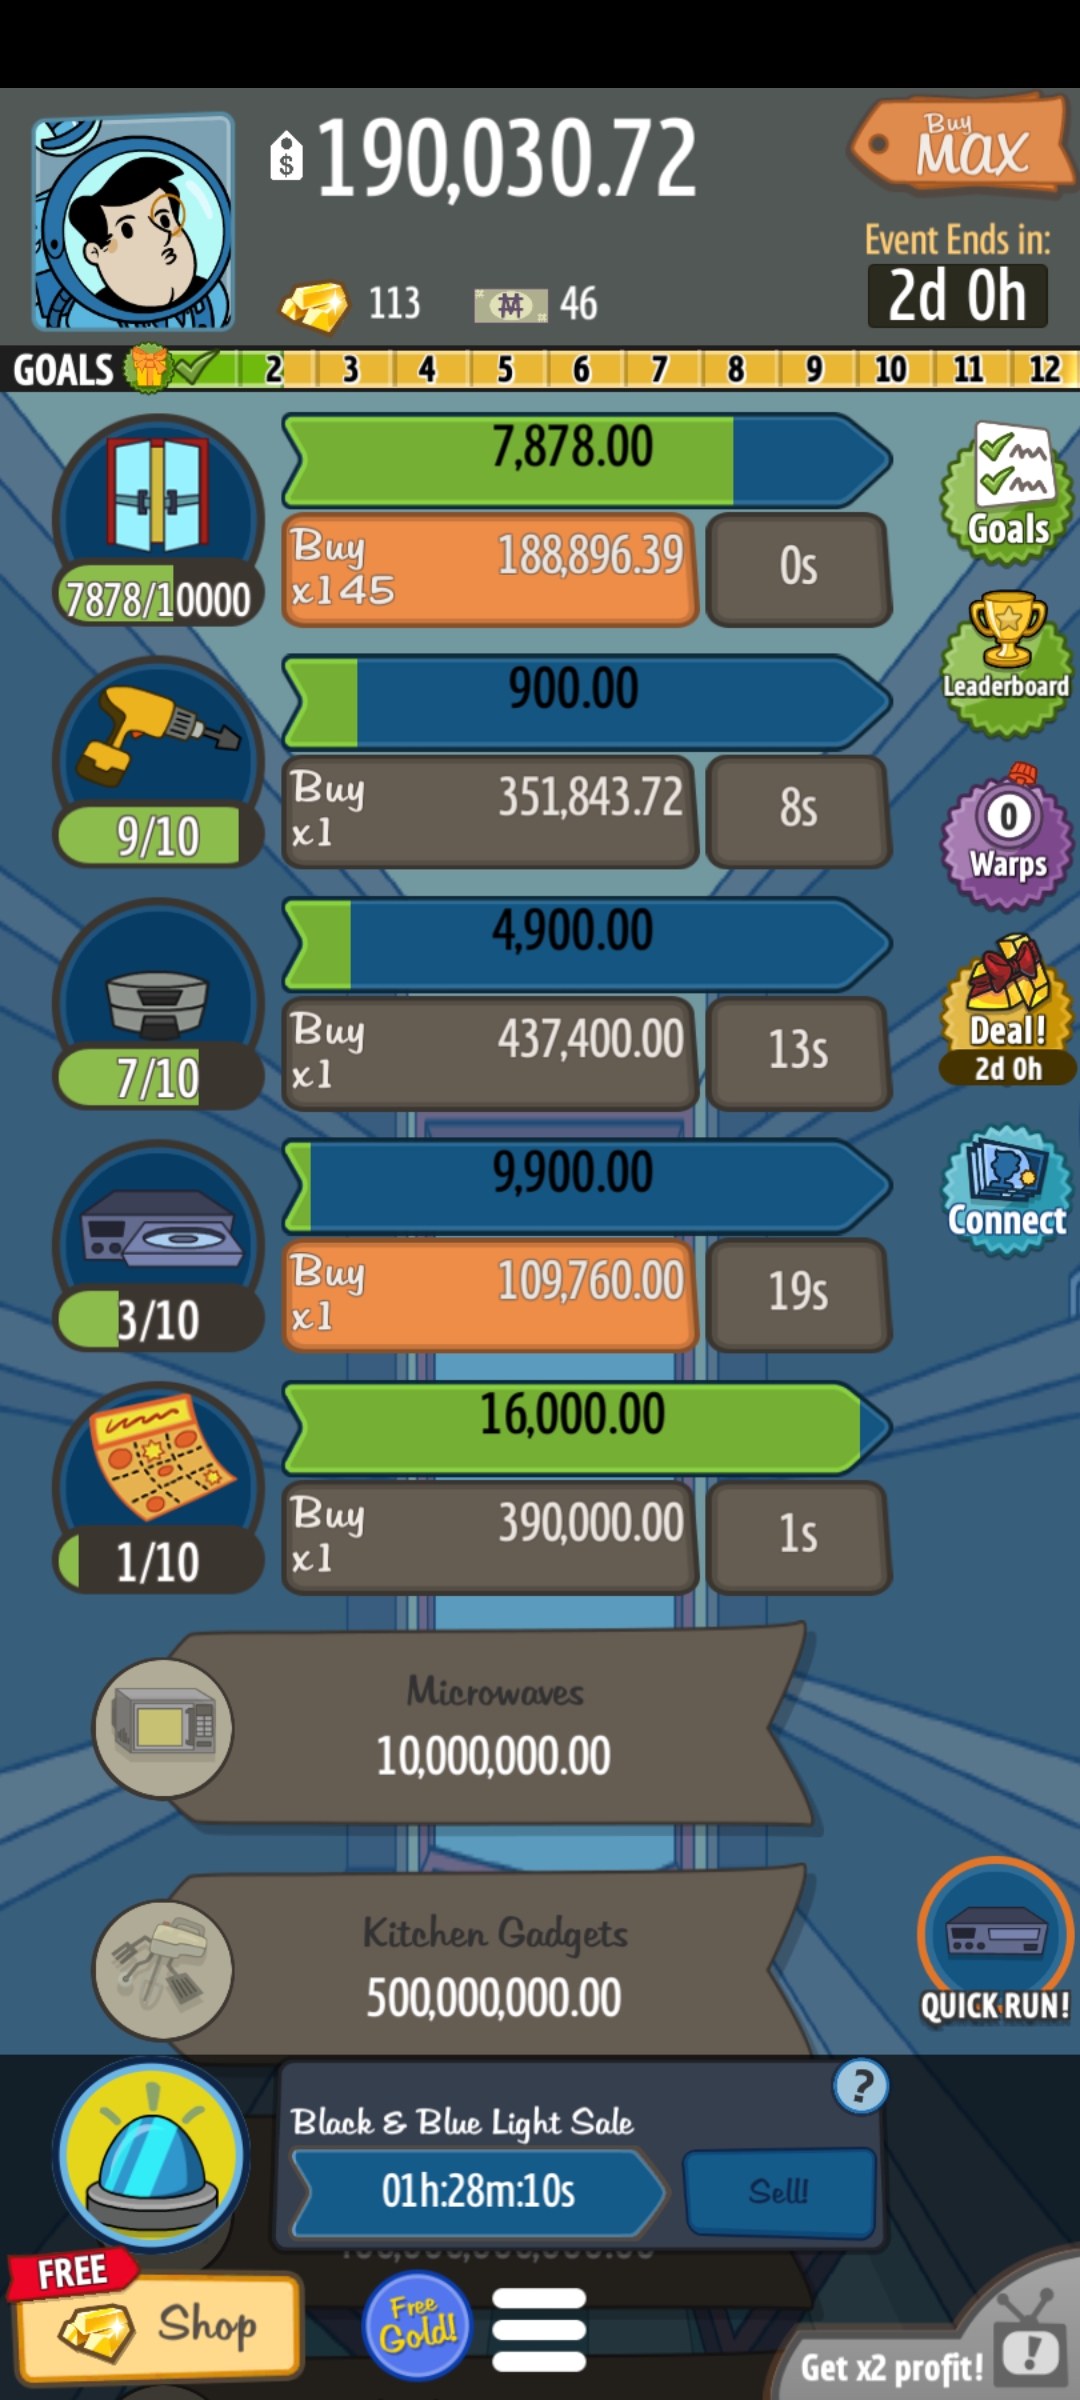 $ 190,030.72
Buy
MAX
113
46
Event Ends in:
2d 0h
GOALS 2 3 4 5 6 7 8 9 10 11 12
7,878.00
Buy
x145
188,896.39
0s
7878/10000
Goals
Leaderboard
900.00
Buy
x1
351,843.72
8s
9/10
0
Warps
4,900.00
Buy
x1
437,400.00
13s
7/10
Deal!
2d 0h
9,900.00
Buy
x1
109,760.00
19s
3/10
Connect
16,000.00
Buy
x1
390,000.00
1s
1/10
Microwaves
10,000,000.00
Kitchen Gadgets
500,000,000.00
QUICK RUN!
Black & Blue Light Sale
?
01h:28m:10s
Sell!
FREE
Shop
Free
Gold!
Get x2 profit!